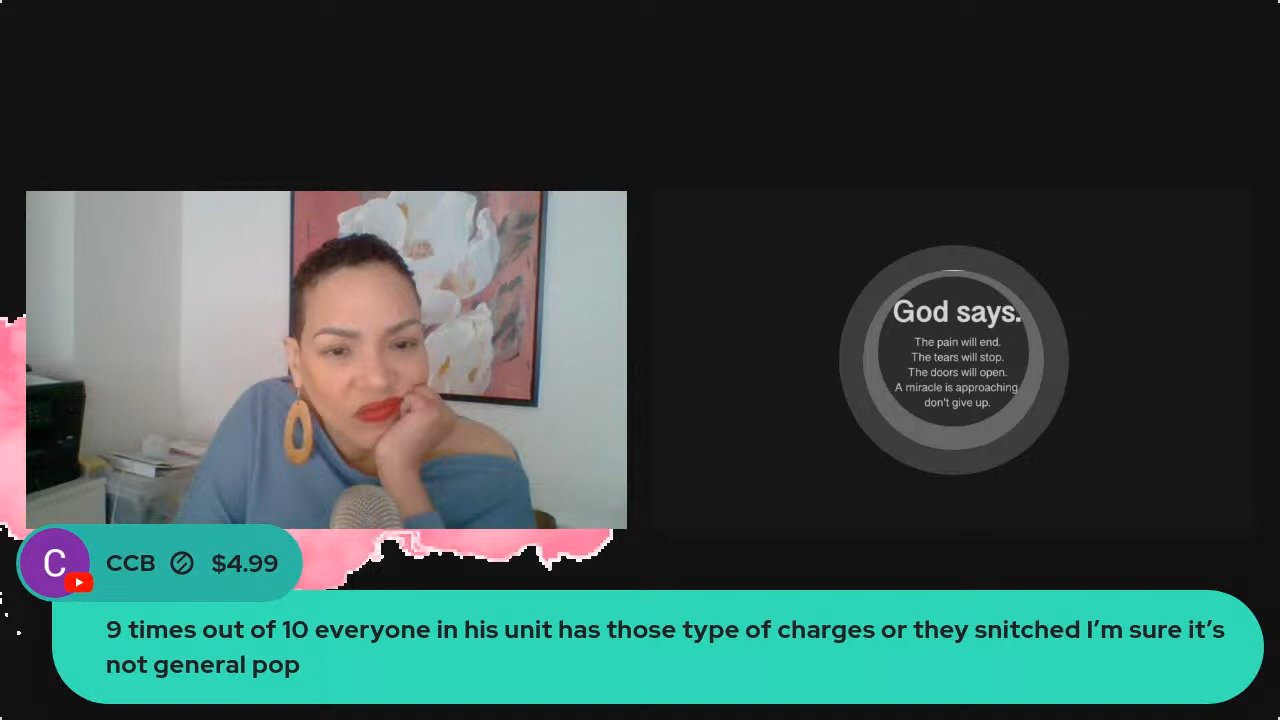 God says.
The pain will end.
The tears will stop.
The doors will open.
A miracle is approaching
don't give up.
C
CCB $4.99
9 times out of 10 everyone in his unit has those type of charges or they snitched I’m sure it’s
not general pop